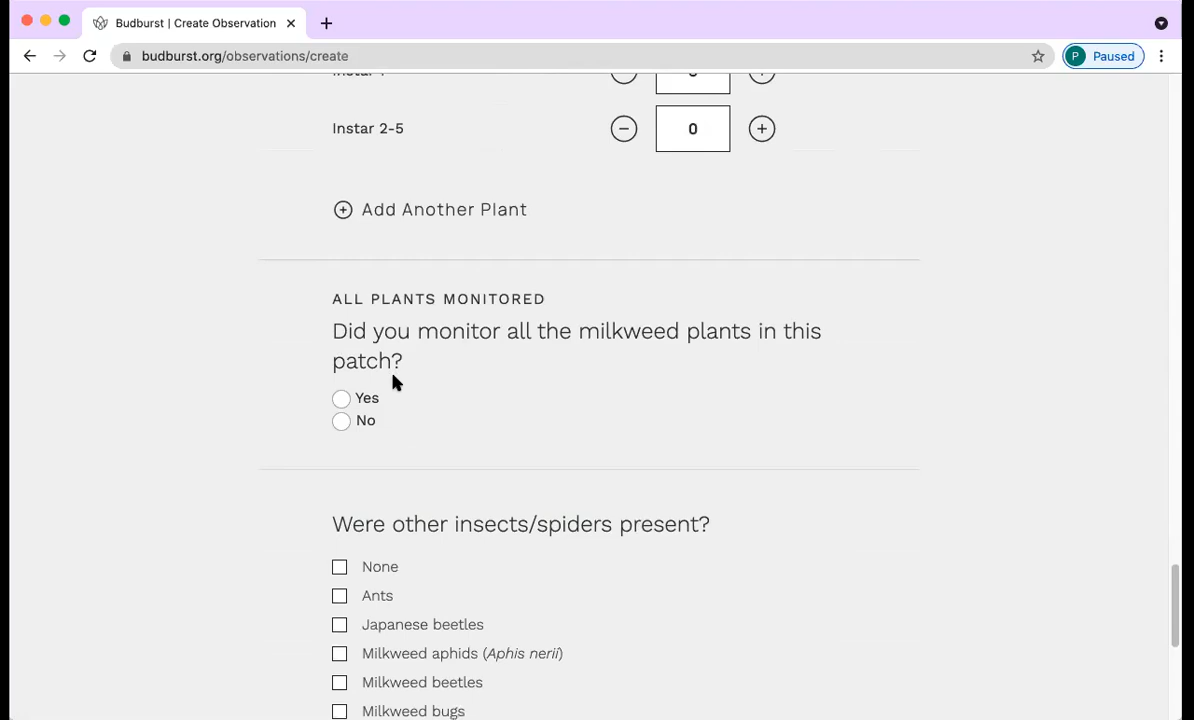 Budburst | Create Observation
budburst.org/observations/create
P Paused
Instar 2-5
0
Add Another Plant
ALL PLANTS MONITORED
Did you monitor all the milkweed plants in this
patch?
Yes
No
Were other insects/spiders present?
None
Ants
Japanese beetles
Milkweed aphids (Aphis nerii)
Milkweed beetles
Milkweed bugs